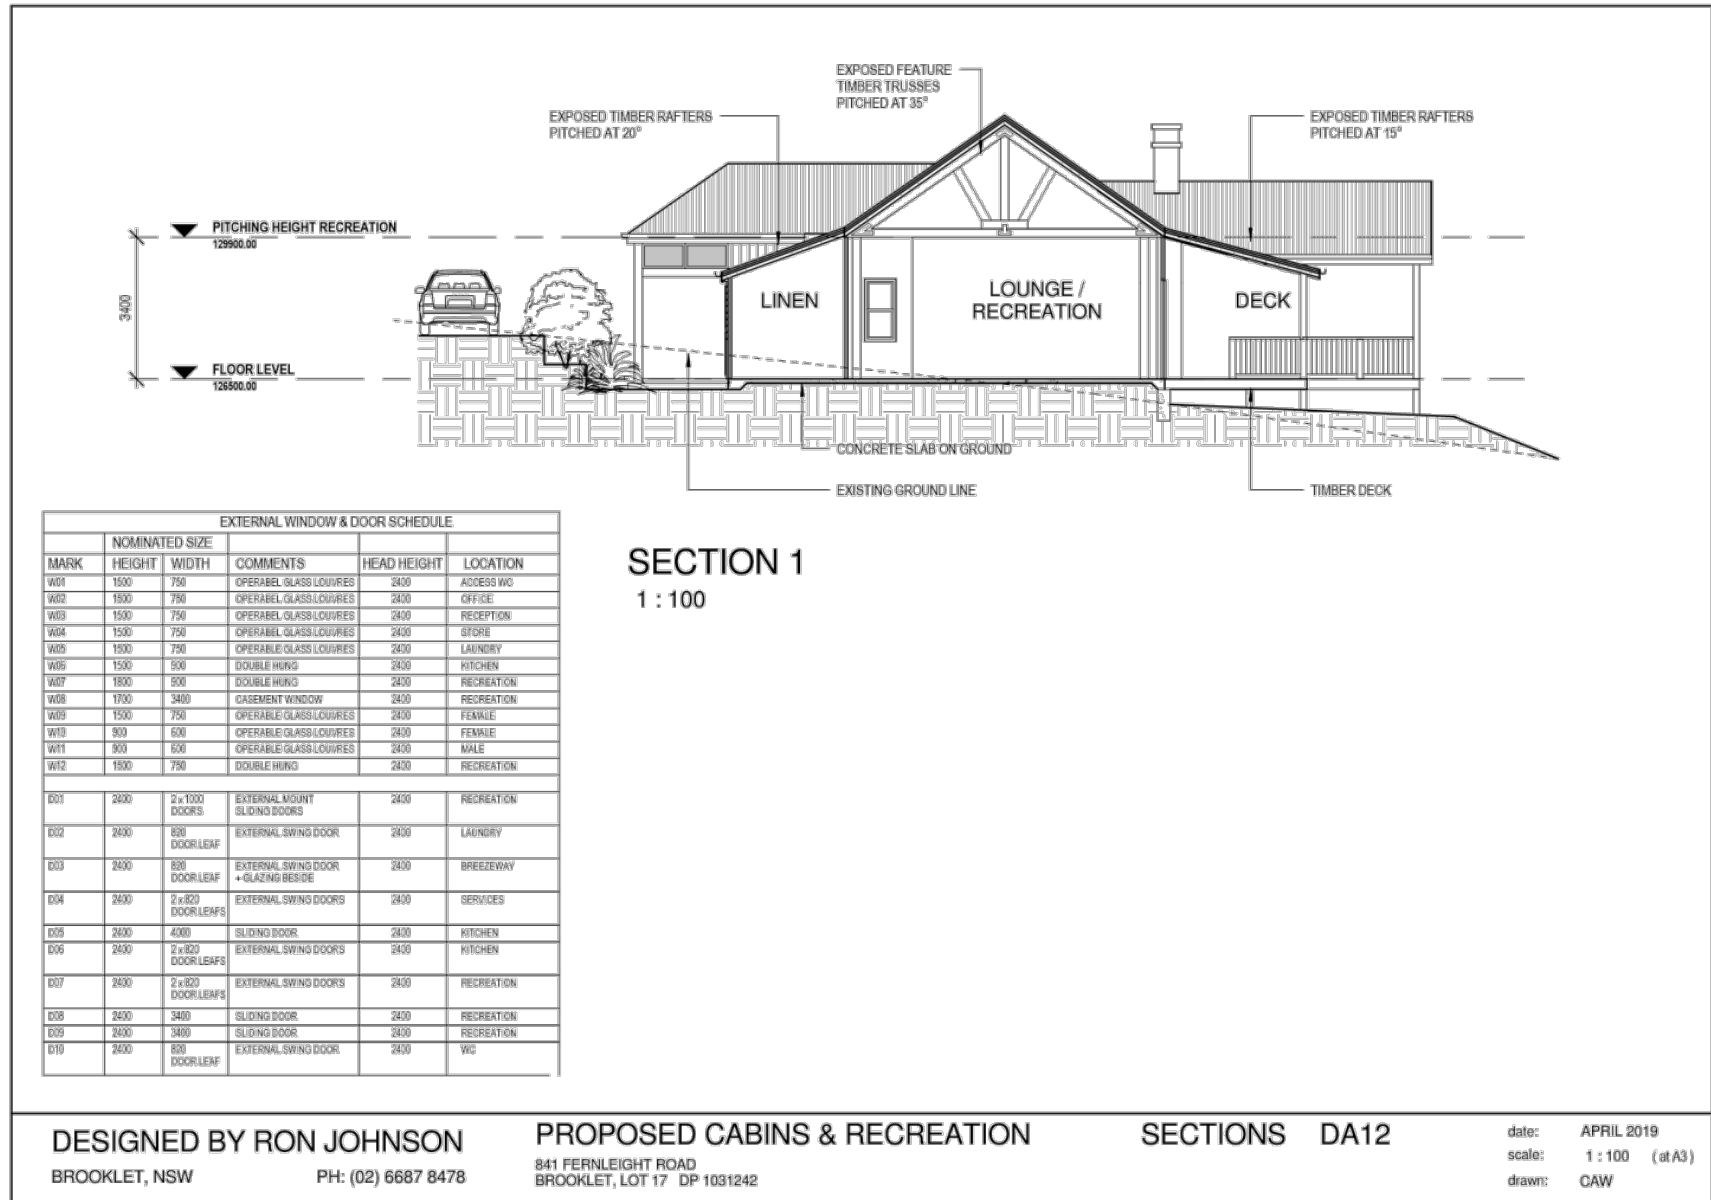 EXPOSED FEATURE
TIMBER TRUSSES
PITCHED AT 35°
EXPOSED TIMBER RAFTERS
PITCHED AT 20°
EXPOSED TIMBER RAFTERS
PITCHED AT 15°
PITCHING HEIGHT RECREATION
129900.00
3400
LINEN
LOUNGE /
RECREATION
DECK
FLOOR LEVEL
126500.00
CONCRETE SLAB ON GROUND
EXISTING GROUND LINE
TIMBER DECK
SECTION 1
1 : 100
EXTERNAL WINDOW & DOOR SCHEDULE
NOMINATED SIZE
MARK HEIGHT WIDTH COMMENTS HEAD HEIGHT LOCATION
W01 1500 750 OPERABEL GLASS LOUVRES 2400 ACCESS WC
W02 1500 750 OPERABEL GLASS LOUVRES 2400 OFFICE
W03 1500 750 OPERABEL GLASS LOUVRES 2400 RECEPTION
W04 1500 750 OPERABEL GLASS LOUVRES 2400 STORE
W05 1500 750 OPERABLE GLASS LOUVRES 2400 LAUNDRY
W06 1500 900 DOUBLE HUNG 2400 KITCHEN
W07 1800 900 DOUBLE HUNG 2400 RECREATION
W08 1700 3400 CASEMENT WINDOW 2400 RECREATION
W09 1500 750 OPERABLE GLASS LOUVRES 2400 FEMALE
W10 900 600 OPERABLE GLASS LOUVRES 2400 FEMALE
W11 900 600 OPERABLE GLASS LOUVRES 2400 MALE
W12 1500 750 DOUBLE HUNG 2400 RECREATION
D01 2400 2 x 1000 EXTERNAL MOUNT 2400 RECREATION
DOORS SLIDING DOORS
D02 2400 820 EXTERNAL SWING DOOR 2400 LAUNDRY
DOOR LEAF
D03 2400 820 EXTERNAL SWING DOOR 2400 BREEZEWAY
DOOR LEAF + GLAZING BESIDE
D04 2400 2 x 820 EXTERNAL SWING DOORS 2400 SERVICES
DOOR LEAFS
D05 2400 4000 SLIDING DOOR 2400 KITCHEN
D06 2400 2 x 820 EXTERNAL SWING DOORS 2400 KITCHEN
DOOR LEAFS
D07 2400 2 x 820 EXTERNAL SWING DOORS 2400 RECREATION
DOOR LEAFS
D08 2400 3400 SLIDING DOOR 2400 RECREATION
D09 2400 3400 SLIDING DOOR 2400 RECREATION
D10 2400 820 EXTERNAL SWING DOOR 2400 WC
DOOR LEAF
DESIGNED BY RON JOHNSON
BROOKLET, NSW PH: (02) 6687 8478
PROPOSED CABINS & RECREATION
841 FERNLEIGHT ROAD
BROOKLET, LOT 17 DP 1031242
SECTIONS DA12
date: APRIL 2019
scale: 1 : 100 (at A3)
drawn: CAW